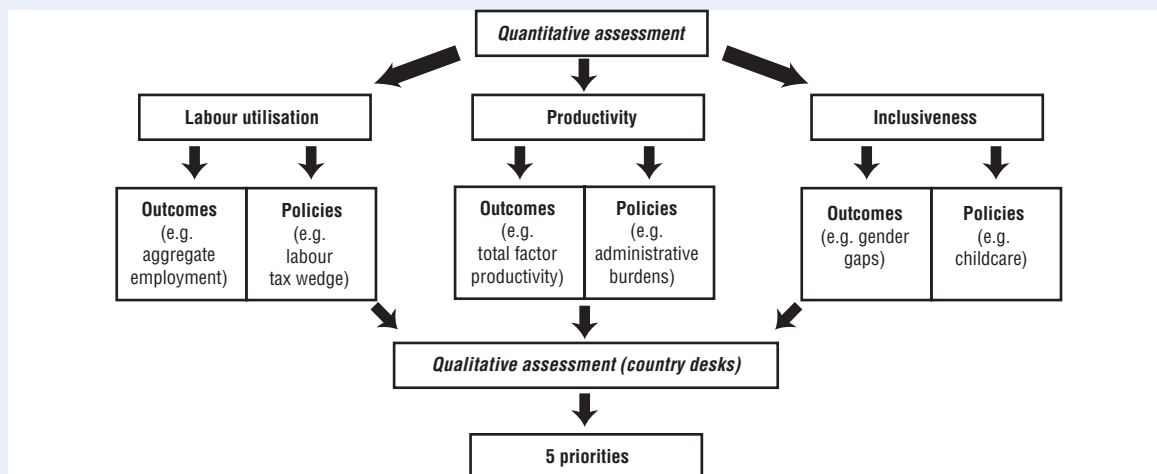 Quantitative assessment
Labour utilisation
Productivity
Inclusiveness
Outcomes
(e.g.
aggregate
employment)
Policies
(e.g.
labour
tax wedge)
Outcomes
(e.g.
total factor
productivity)
Policies
(e.g.
administrative
burdens)
Outcomes
(e.g. gender
gaps)
Policies
(e.g.
childcare)
Qualitative assessment (country desks)
5 priorities